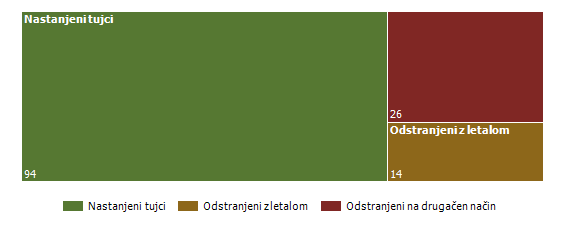 Nastanjeni tujci
94
26
Odstranjeni z letalom
14
Nastanjeni tujci Odstranjeni z letalom Odstranjeni na drugačen način